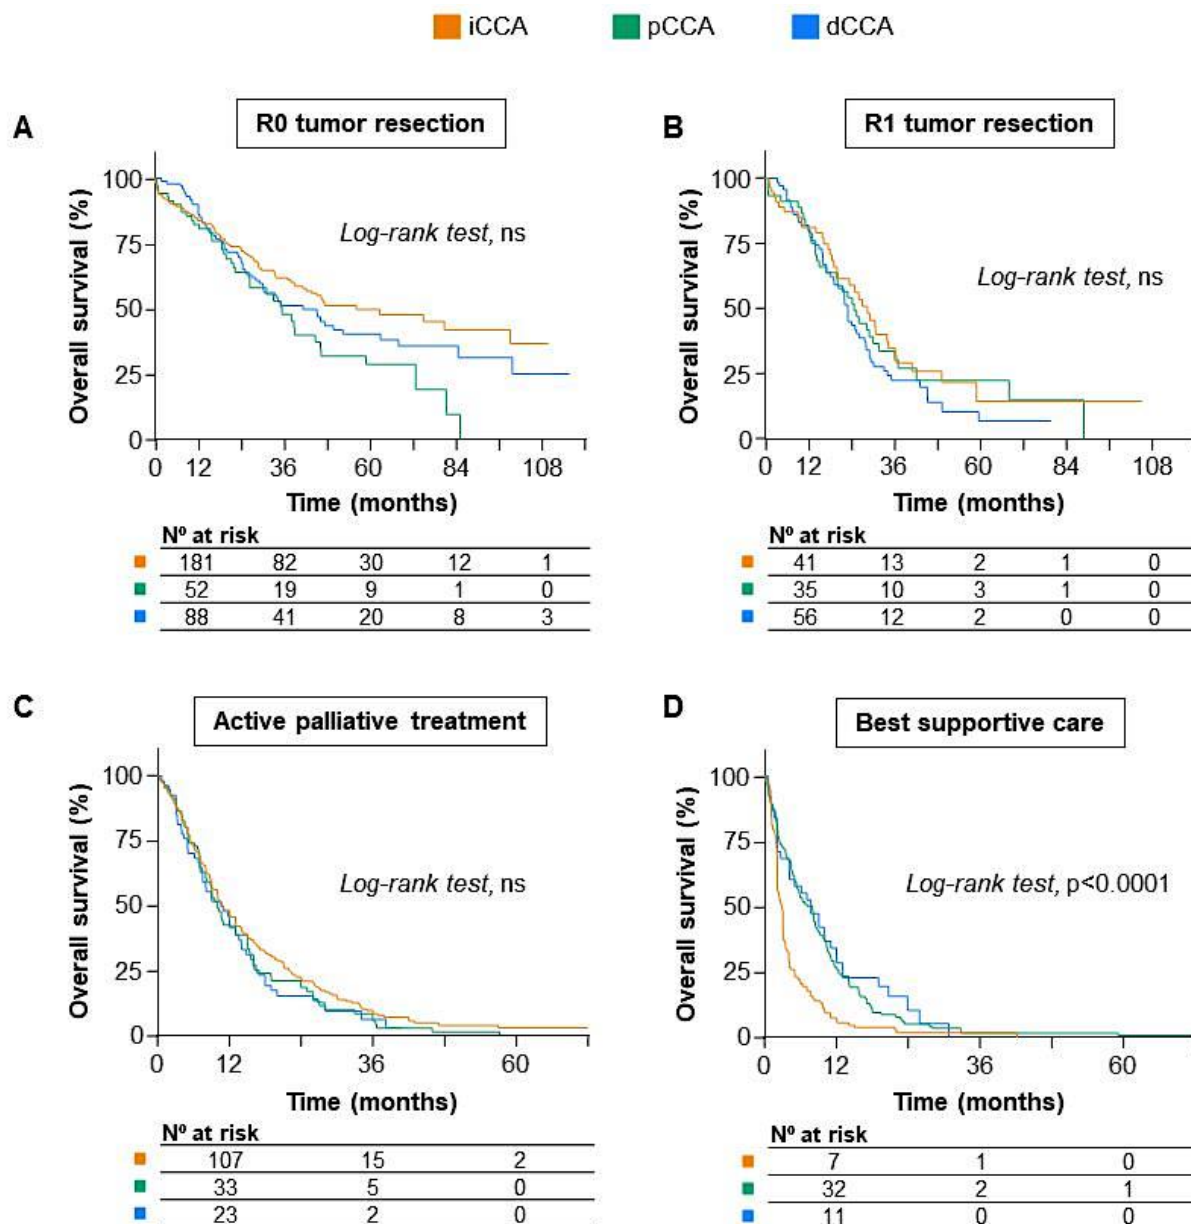 iCCA pCCA dCCA
A
R0 tumor resection
Overall survival (%)
100
75
50
25
0
Log-rank test, ns
0 12 36 60 84 108
Time (months)
Nº at risk
181 82 30 12 1
52 19 9 1 0
88 41 20 8 3
B
R1 tumor resection
Overall survival (%)
100
75
50
25
0
Log-rank test, ns
0 12 36 60 84 108
Time (months)
Nº at risk
41 13 2 1 0
35 10 3 1 0
56 12 2 0 0
C
Active palliative treatment
Overall survival (%)
100
75
50
25
0
Log-rank test, ns
0 12 36 60
Time (months)
Nº at risk
107 15 2
33 5 0
23 2 0
D
Best supportive care
Overall survival (%)
100
75
50
25
0
Log-rank test, p<0.0001
0 12 36 60
Time (months)
Nº at risk
7 1 0
32 2 1
11 0 0